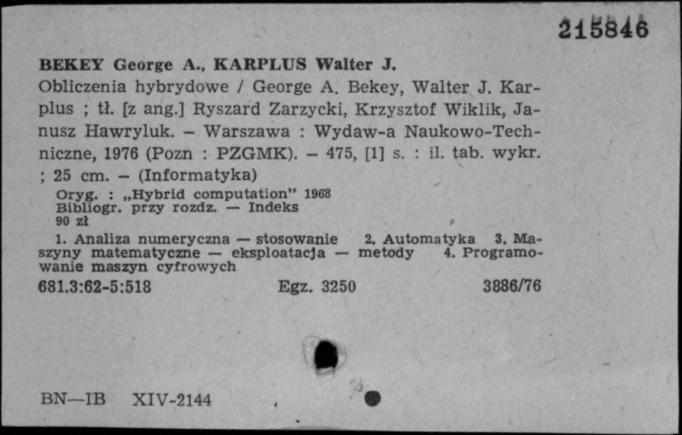 215846
BEKEY George A., KARPLUS Walter J.
Obliczenia hybrydowe / George A. Bekey, Walter J. Kar-
plus ; tł. [z ang.] Ryszard Zarzycki, Krzysztof Wiklik, Ja-
nusz Hawryluk. — Warszawa : Wydaw-a Naukowo-Tech-
niczne, 1976 (Pozn : PZGMK). — 475, [1] s. : il. tab. wykr.
; 25 cm. — (Informatyka)
Oryg. : „Hybrid computation” 1968
Bibliogr. przy rozdz. — Indeks
90 zł
1. Analiza numeryczna — stosowanie 2. Automatyka 3. Ma-
szyny matematyczne — eksploatacja — metody 4. Programo-
wanie maszyn cyfrowych
681.3:62-5:518 Egz. 3250 3886/76
BN—IB XIV-2144